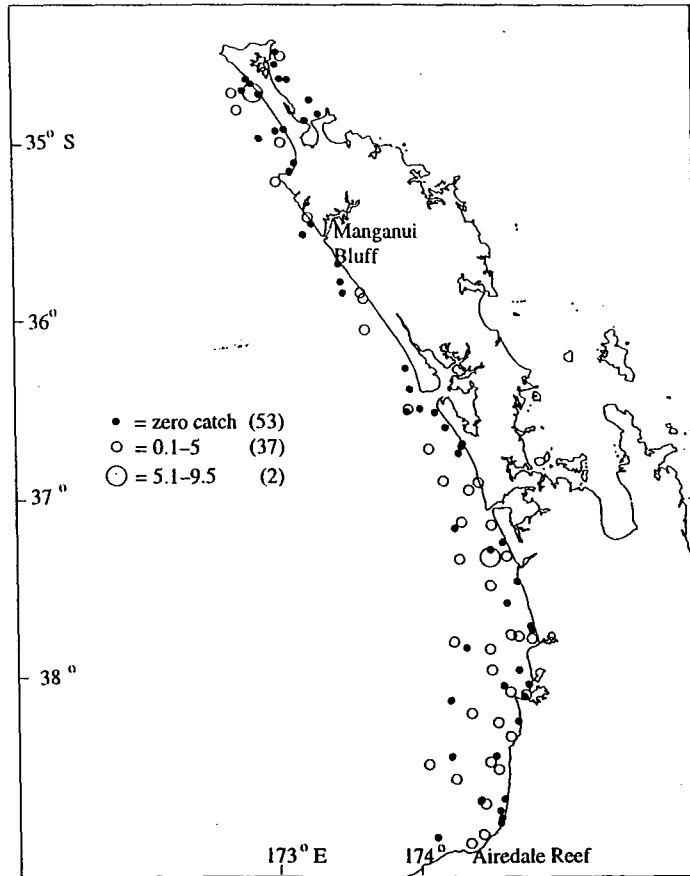 35° S
Manganui
Bluff
36°
● = zero catch (53)
○ = 0.1–5 (37)
○ = 5.1–9.5 (2)
37°
38°
173° E 174° Airedale Reef